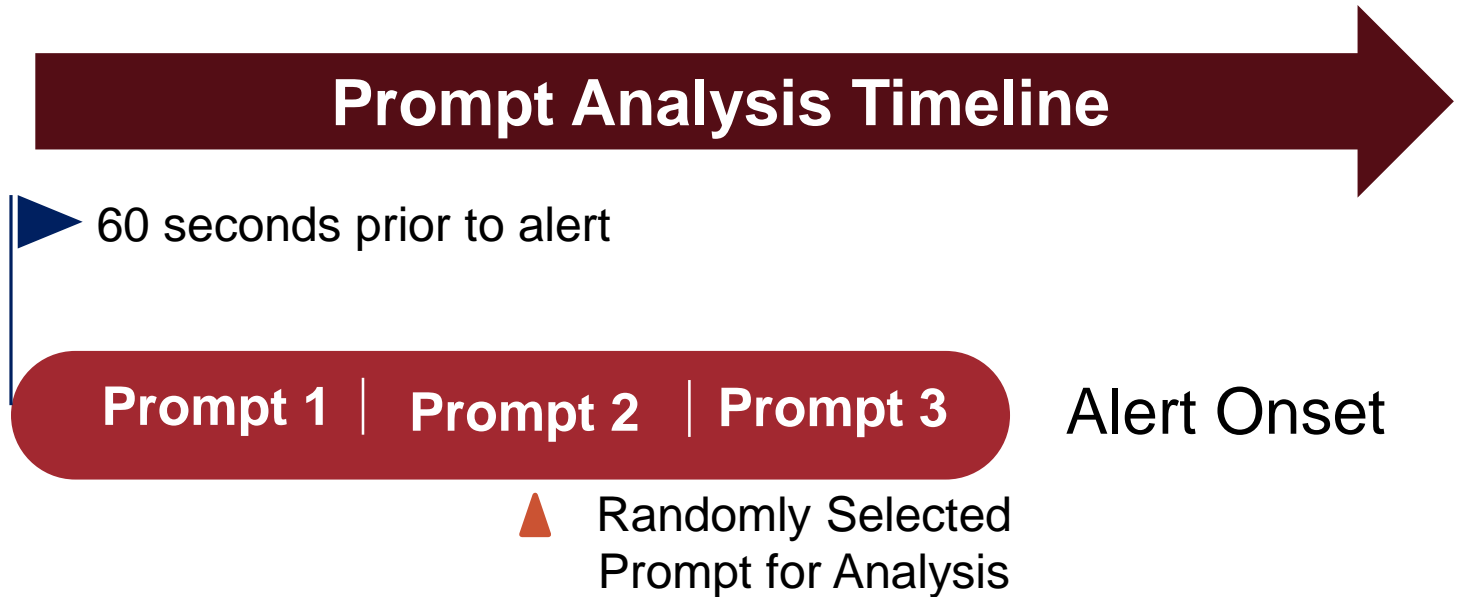 Prompt Analysis Timeline
60 seconds prior to alert
Prompt 1
Prompt 2
Prompt 3
Alert Onset
Randomly Selected
Prompt for Analysis